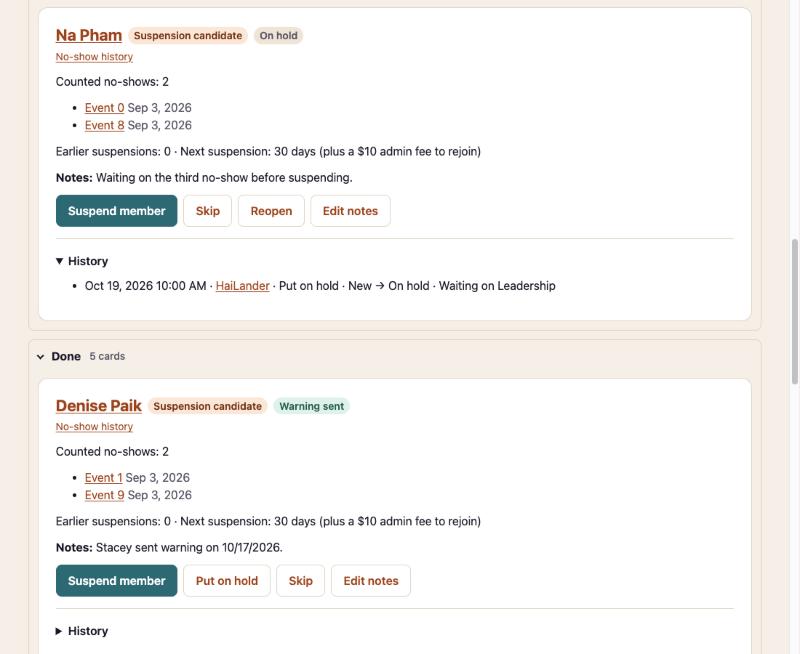 Na Pham Suspension candidate On hold
No-show history
Counted no-shows: 2
• Event 0 Sep 3, 2026
• Event 8 Sep 3, 2026
Earlier suspensions: 0 · Next suspension: 30 days (plus a $10 admin fee to rejoin)
Notes: Waiting on the third no-show before suspending.
Suspend member Skip Reopen Edit notes
▼ History
• Oct 19, 2026 10:00 AM · HaiLander · Put on hold · New → On hold · Waiting on Leadership
Done 5 cards
Denise Paik Suspension candidate Warning sent
No-show history
Counted no-shows: 2
• Event 1 Sep 3, 2026
• Event 9 Sep 3, 2026
Earlier suspensions: 0 · Next suspension: 30 days (plus a $10 admin fee to rejoin)
Notes: Stacey sent warning on 10/17/2026.
Suspend member Put on hold Skip Edit notes
▶ History